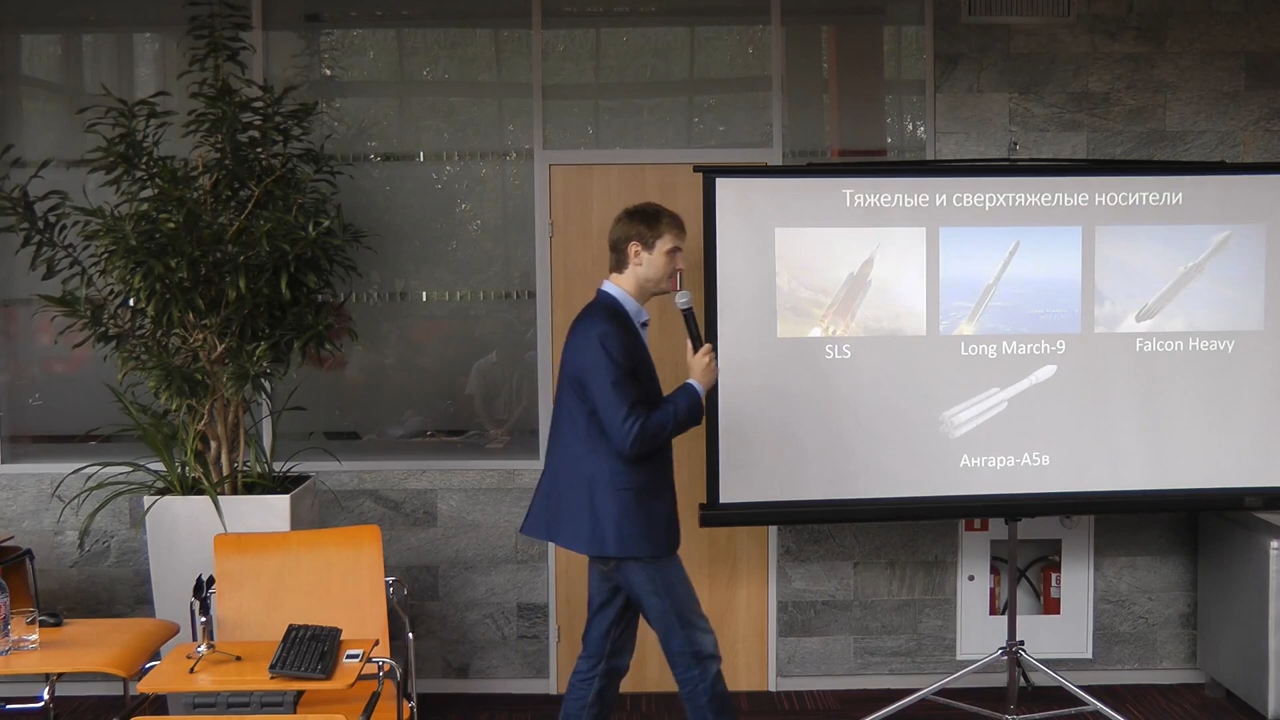 Тяжелые и сверхтяжелые носители
SLS
Long March-9
Falcon Heavy
Ангара-А5в